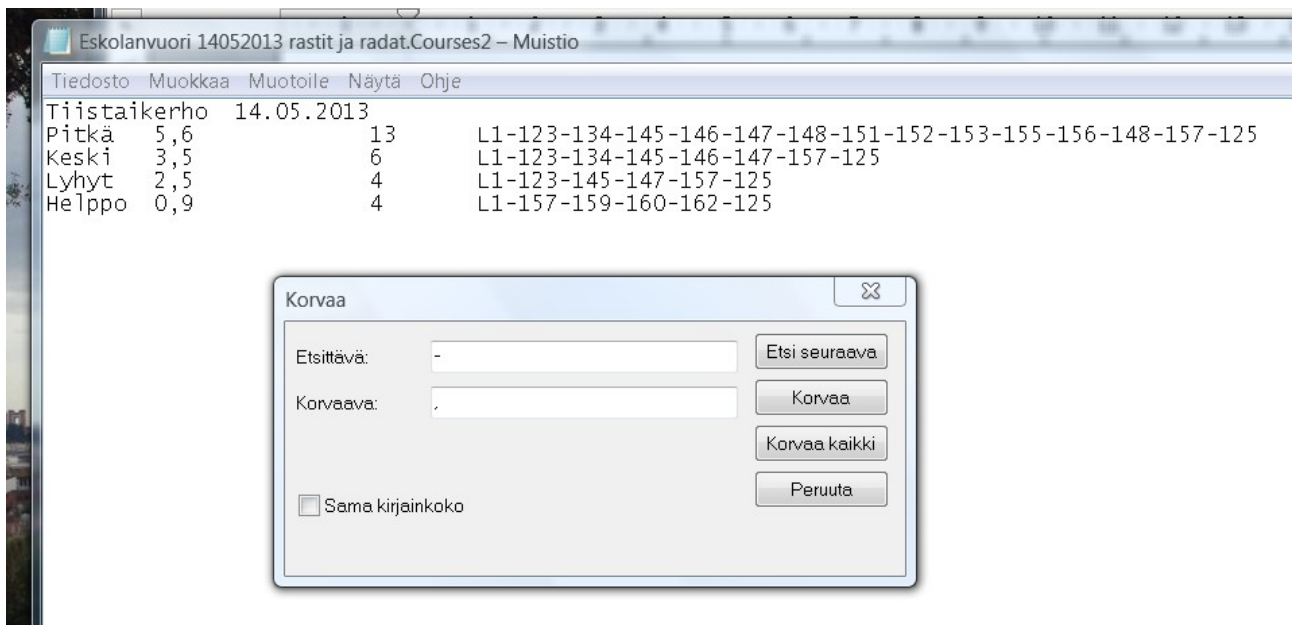 Eskolanvuori 14052013 rastit ja radat.Courses2 – Muistio
Tiedosto Muokkaa Muotoile Näytä Ohje
Tiistaikerho 14.05.2013
Pitkä 5,6 13 L1-123-134-145-146-147-148-151-152-153-155-156-148-157-125
Keski 3,5 6 L1-123-134-145-146-147-157-125
Lyhyt 2,5 4 L1-123-145-147-157-125
Helppo 0,9 4 L1-157-159-160-162-125
Korvaa
Etsittävä: - Etsi seuraava
Korvaava: , Korvaa
Korvaa kaikki
Peruuta
Sama kirjainkoko